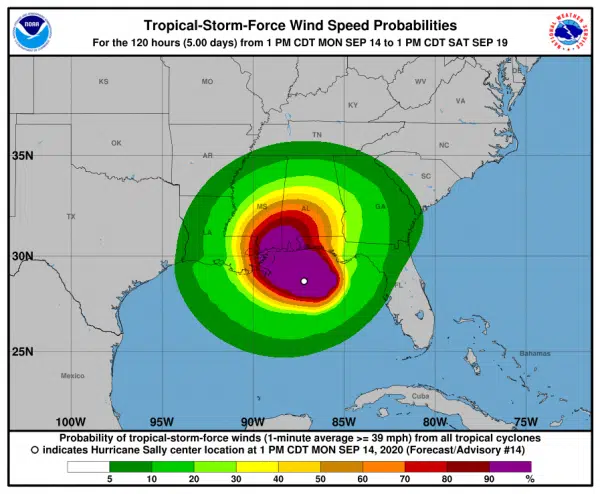 Tropical-Storm-Force Wind Speed Probabilities
For the 120 hours (5.00 days) from 1 PM CDT MON SEP 14 to 1 PM CDT SAT SEP 19
NOAA
NATIONAL WEATHER SERVICE
KS
MO
WV
DE
KY
VA
OK
TN
NC
35N
AR
SC
MS
AL
GA
TX
LA
30N
FL
25N
Bahamas
Mexico
Cuba
100W
95W
90W
85W
80W
75W
Probability of tropical-storm-force winds (1-minute average >= 39 mph) from all tropical cyclones
O indicates Hurricane Sally center location at 1 PM CDT MON SEP 14, 2020 (Forecast/Advisory #14)
5 10 20 30 40 50 60 70 80 90 %